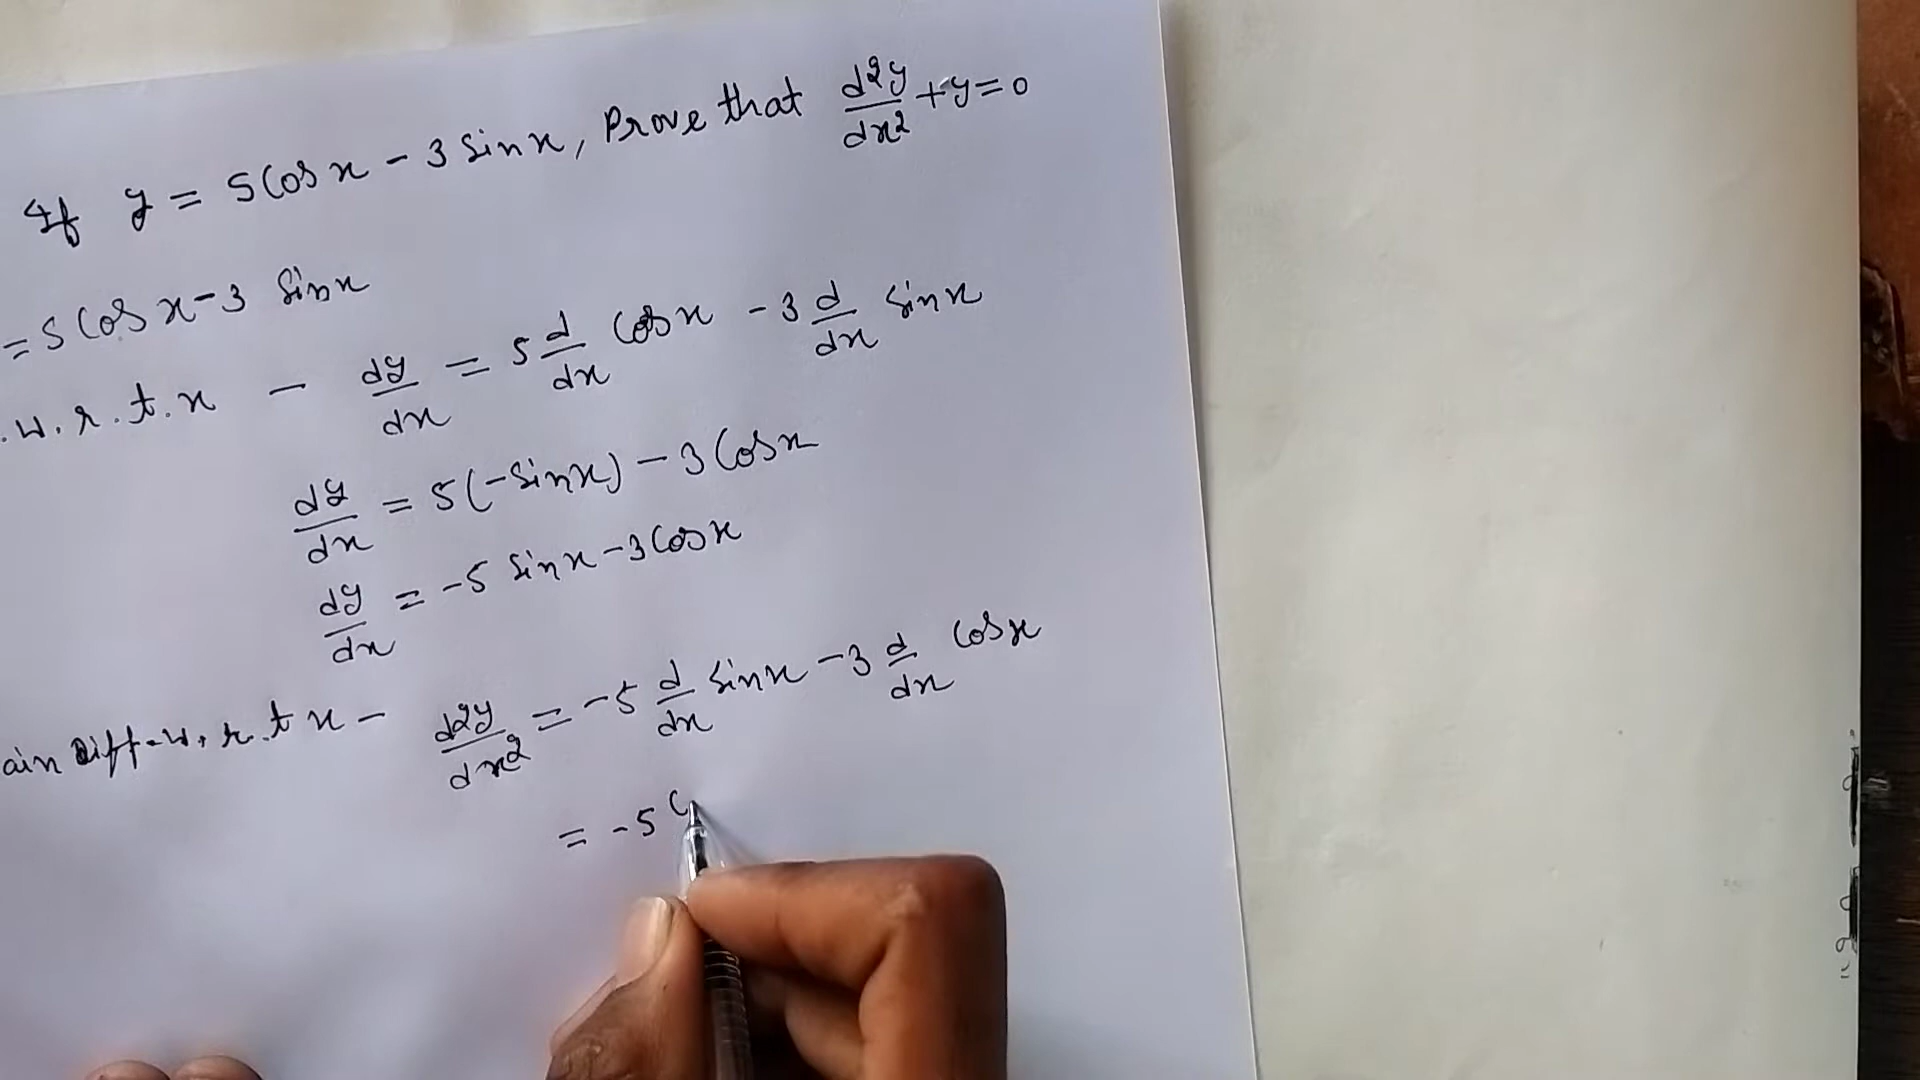 If y = 5 Cos x - 3 Sin x, Prove that d²y/dx² + y = 0
= 5 Cos x - 3 Sin x
.w.r.t.x - dy/dx = 5 d/dx Cos x - 3 d/dx Sin x
dy/dx = 5(-Sin x) - 3 Cos x
dy/dx = -5 Sin x - 3 Cos x
ain Diff.w.r.t x - d²y/dx² = -5 d/dx Sin x - 3 d/dx Cos x
= -5 C